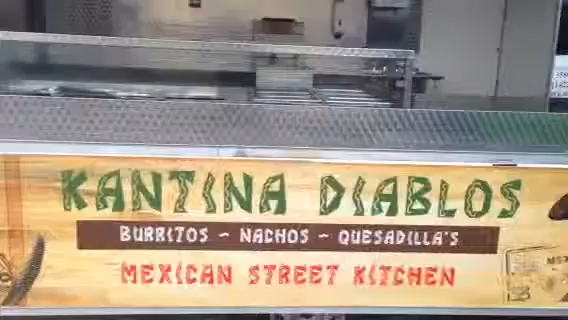 KANTINA DIABLOS
BURRITOS ~ NACHOS ~ QUESADILLA'S
MEXICAN STREET KITCHEN